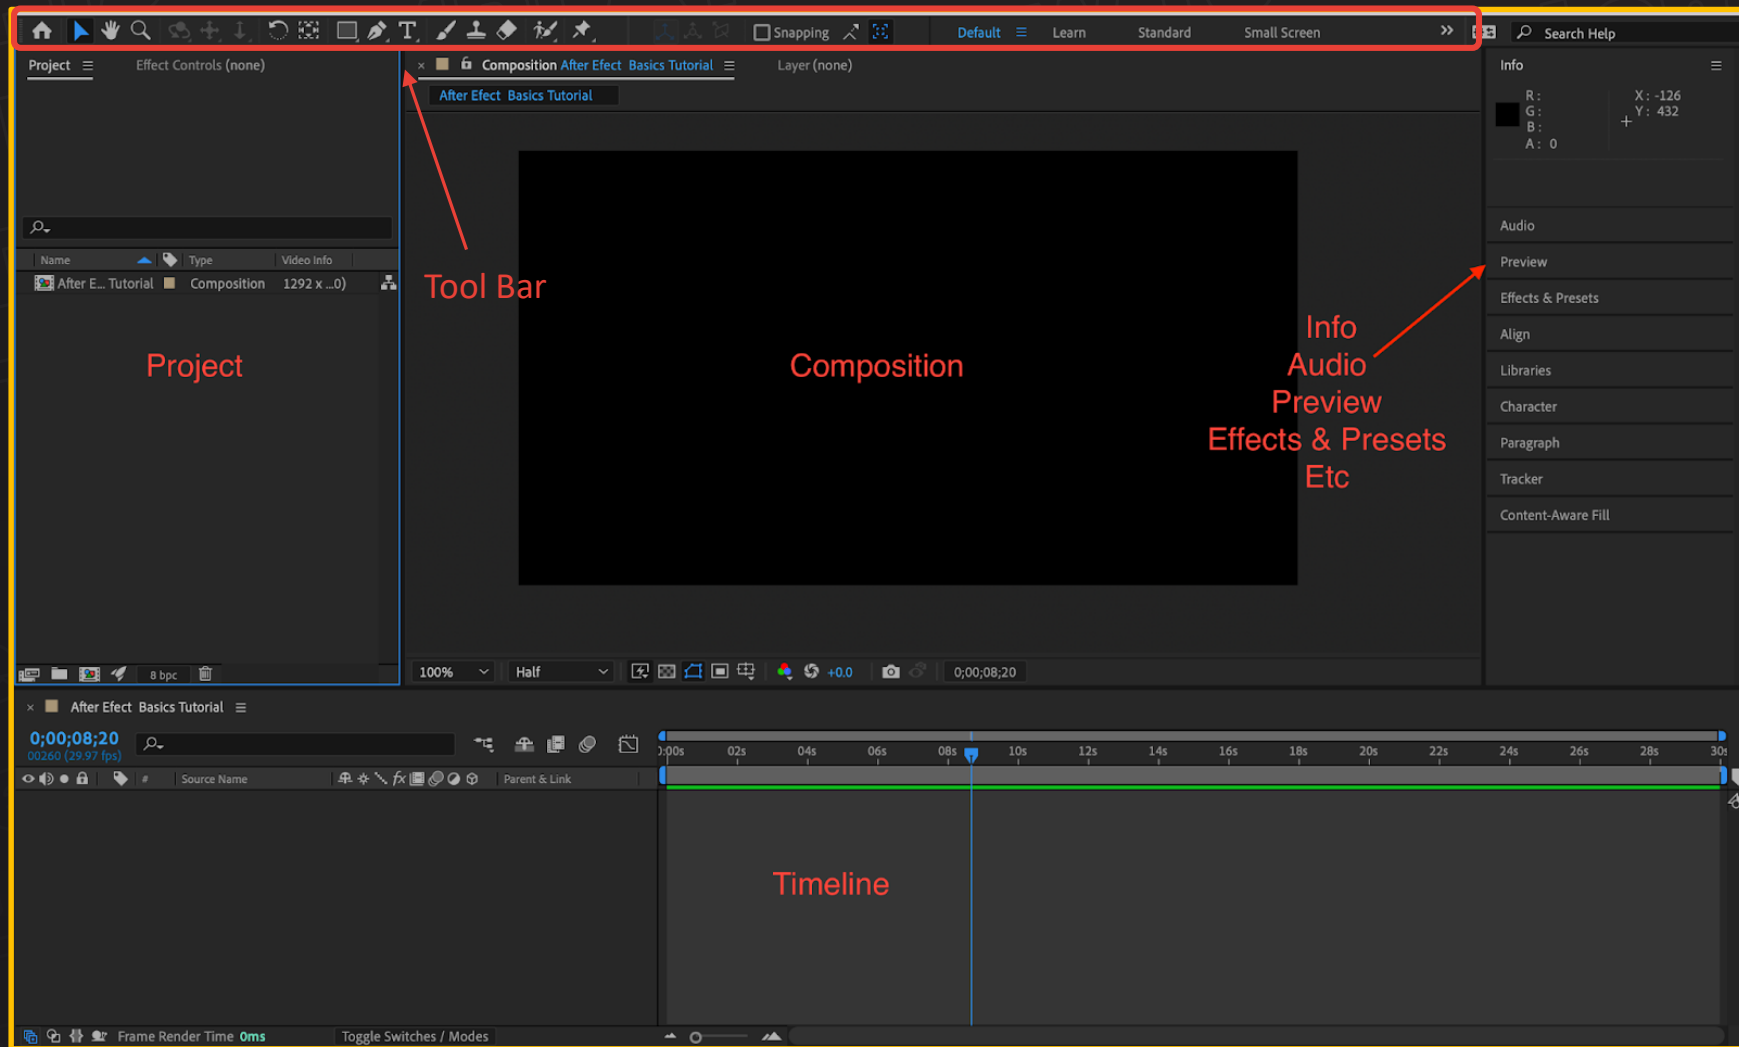 Snapping
Default
Learn
Standard
Small Screen
Search Help
Project
Effect Controls (none)
Composition After Efect Basics Tutorial
Layer (none)
After Efect Basics Tutorial
Info
R:
G:
B:
A: 0
X: -126
Y: 432
Name
Type
Video Info
After E... Tutorial
Composition
1292 x ...0)
Tool Bar
Project
Composition
Info
Audio
Preview
Effects & Presets
Etc
Audio
Preview
Effects & Presets
Align
Libraries
Character
Paragraph
Tracker
Content-Aware Fill
8 bpc
100%
Half
+0.0
0;00;08;20
After Efect Basics Tutorial
0;00;08;20
00260 (29.97 fps)
):00s 02s 04s 06s 08s 10s 12s 14s 16s 18s 20s 22s 24s 26s 28s 30s
#
Source Name
fx
Parent & Link
Timeline
Frame Render Time 0ms
Toggle Switches / Modes